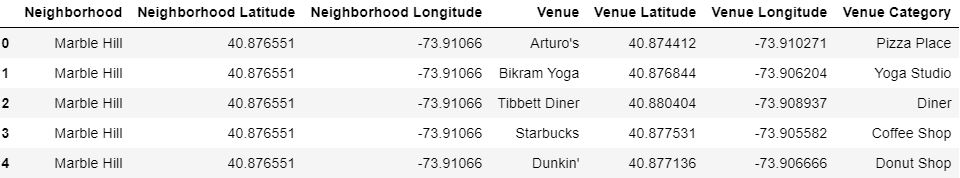 Neighborhood Neighborhood Latitude Neighborhood Longitude Venue Venue Latitude Venue Longitude Venue Category
0 Marble Hill 40.876551 -73.91066 Arturo's 40.874412 -73.910271 Pizza Place
1 Marble Hill 40.876551 -73.91066 Bikram Yoga 40.876844 -73.906204 Yoga Studio
2 Marble Hill 40.876551 -73.91066 Tibbett Diner 40.880404 -73.908937 Diner
3 Marble Hill 40.876551 -73.91066 Starbucks 40.877531 -73.905582 Coffee Shop
4 Marble Hill 40.876551 -73.91066 Dunkin' 40.877136 -73.906666 Donut Shop